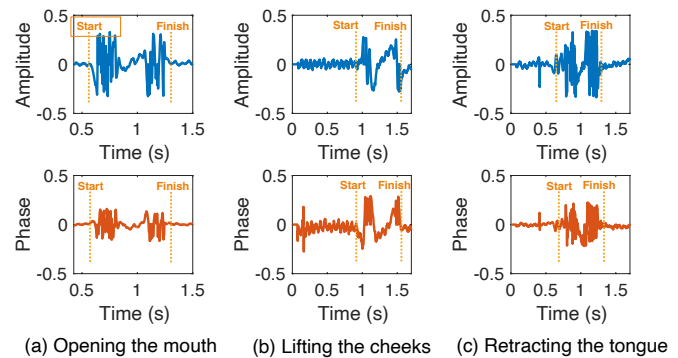 0.5
Start
Finish
Amplitude
0
-0.5
0.5
1
1.5
Time (s)
0.5
Start
Finish
Amplitude
0
-0.5
0
0.5
1
1.5
Time (s)
0.5
Start
Finish
Amplitude
0
-0.5
0
0.5
1
1.5
Time (s)
0.5
Start
Finish
Phase
0
-0.5
0.5
1
1.5
Time (s)
0.5
Start
Finish
Phase
0
-0.5
0
0.5
1
1.5
Time (s)
0.5
Start
Finish
Phase
0
-0.5
0
0.5
1
1.5
Time (s)
(a) Opening the mouth
(b) Lifting the cheeks
(c) Retracting the tongue